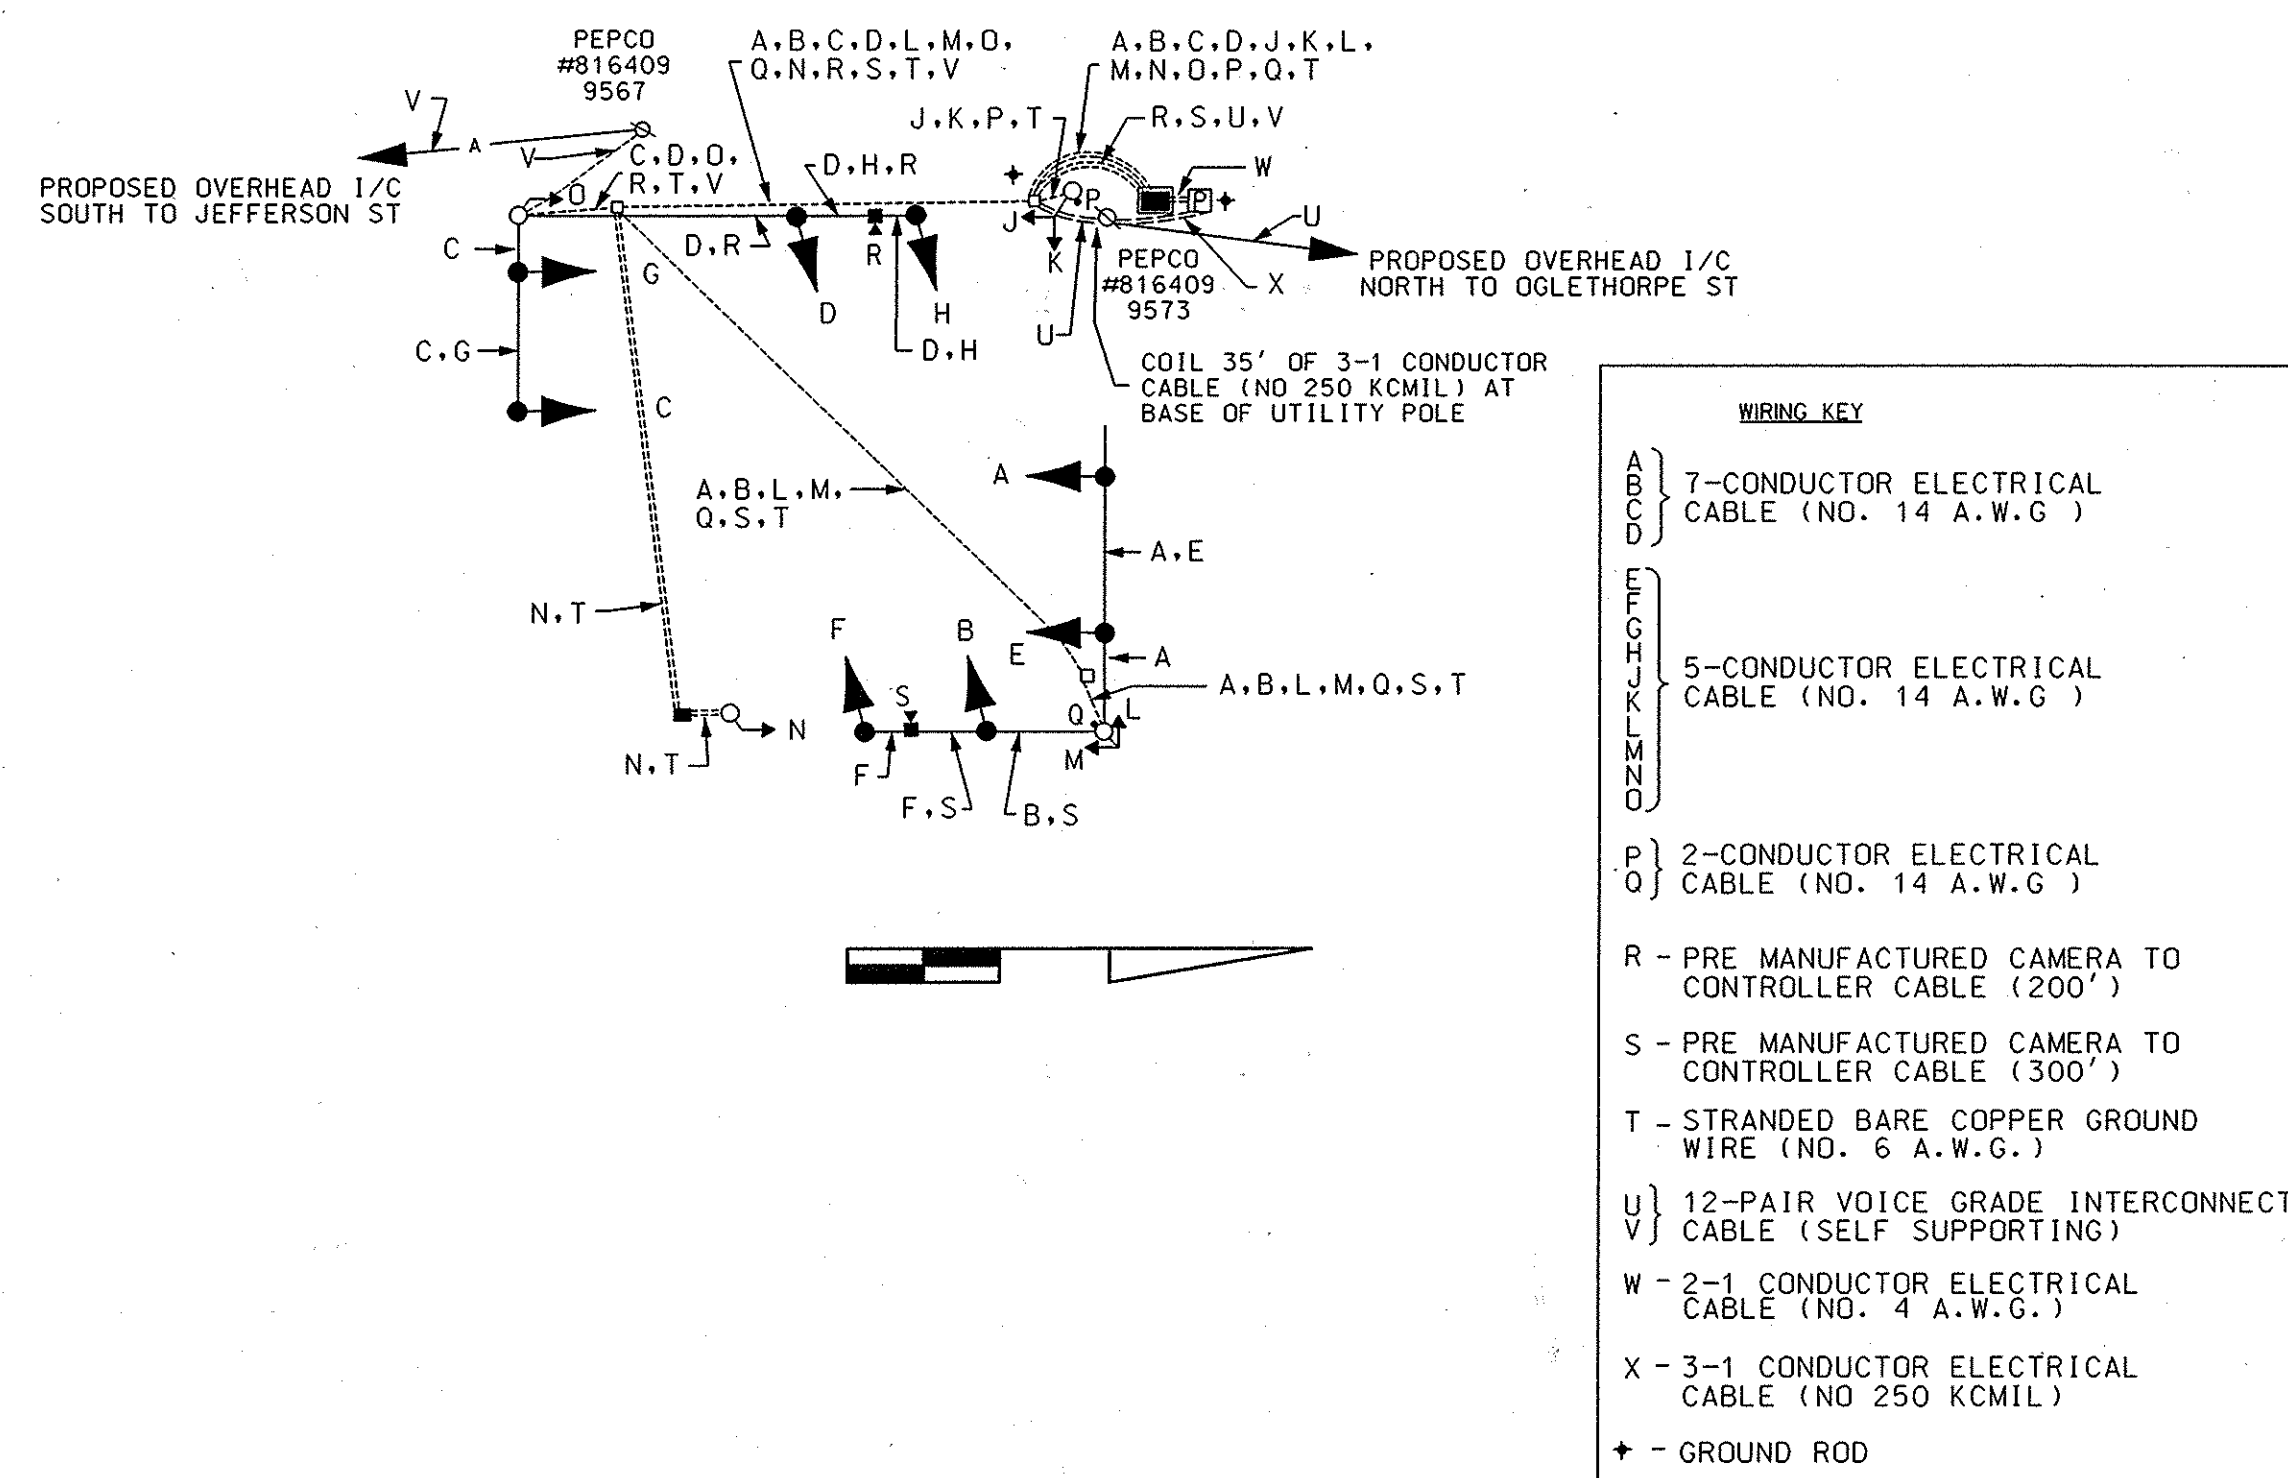 PEPCO
#816409
9567
A,B,C,D,L,M,O,
Q,N,R,S,T,V
A,B,C,D,J,K,L,
M,N,O,P,Q,T
V
A
J,K,P,T
R,S,U,V
V
C,D,O,
R,T,V
D,H,R
W
PROPOSED OVERHEAD I/C
SOUTH TO JEFFERSON ST
O
P
P
J
U
C
D,R
R
K
G
PEPCO
#816409
9573
X
PROPOSED OVERHEAD I/C
NORTH TO OGLETHORPE ST
D
H
U
C,G
D,H
COIL 35' OF 3-1 CONDUCTOR
CABLE (NO 250 KCMIL) AT
BASE OF UTILITY POLE
C
A
A,B,L,M,
Q,S,T
A,E
N,T
F
B
E
A
A,B,L,M,Q,S,T
S
Q
L
N
M
N,T
F
F,S
B,S
WIRING KEY
A
B
C
D
7-CONDUCTOR ELECTRICAL
CABLE (NO. 14 A.W.G )
E
F
G
H
J
K
L
M
N
O
5-CONDUCTOR ELECTRICAL
CABLE (NO. 14 A.W.G )
P
Q
2-CONDUCTOR ELECTRICAL
CABLE (NO. 14 A.W.G )
R - PRE MANUFACTURED CAMERA TO
CONTROLLER CABLE (200')
S - PRE MANUFACTURED CAMERA TO
CONTROLLER CABLE (300')
T - STRANDED BARE COPPER GROUND
WIRE (NO. 6 A.W.G.)
U
V
12-PAIR VOICE GRADE INTERCONNECT
CABLE (SELF SUPPORTING)
W - 2-1 CONDUCTOR ELECTRICAL
CABLE (NO. 4 A.W.G.)
X - 3-1 CONDUCTOR ELECTRICAL
CABLE (NO 250 KCMIL)
- GROUND ROD